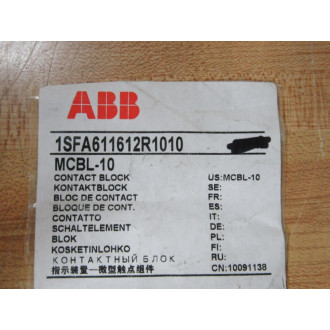 ABB
1SFA611612R1010
MCBL-10
CONTACT BLOCK US:MCBL-10
KONTAKTBLOCK SE:
BLOC DE CONTACT FR:
BLOQUE DE CONT. ES:
CONTATTO IT:
SCHALTELEMENT DE:
BLOK PL:
KOSKETINLOHKO FI:
КОНТАКТНЫЙ БЛОК RU:
指示装置—微型触点组件 CN:10091138